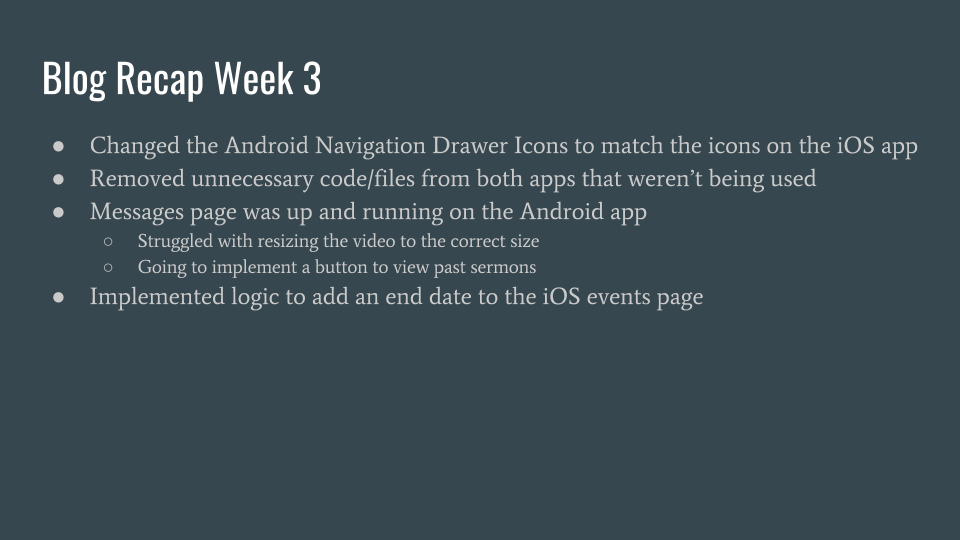 Blog Recap Week 3
● Changed the Android Navigation Drawer Icons to match the icons on the iOS app
● Removed unnecessary code/files from both apps that weren’t being used
● Messages page was up and running on the Android app
○ Struggled with resizing the video to the correct size
○ Going to implement a button to view past sermons
● Implemented logic to add an end date to the iOS events page